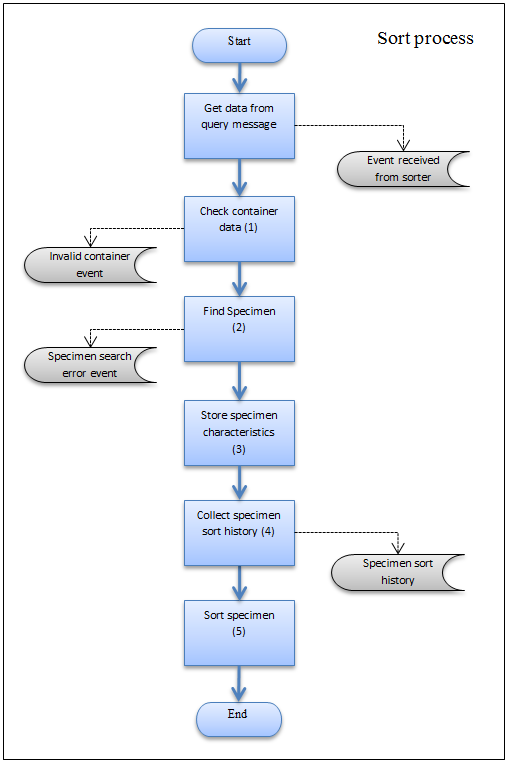 Sort process
Start
Get data from
query message
Event received
from sorter
Check container
data (1)
Invalid container
event
Find Specimen
(2)
Specimen search
error event
Store specimen
characteristics
(3)
Collect specimen
sort history (4)
Specimen sort
history
Sort specimen
(5)
End